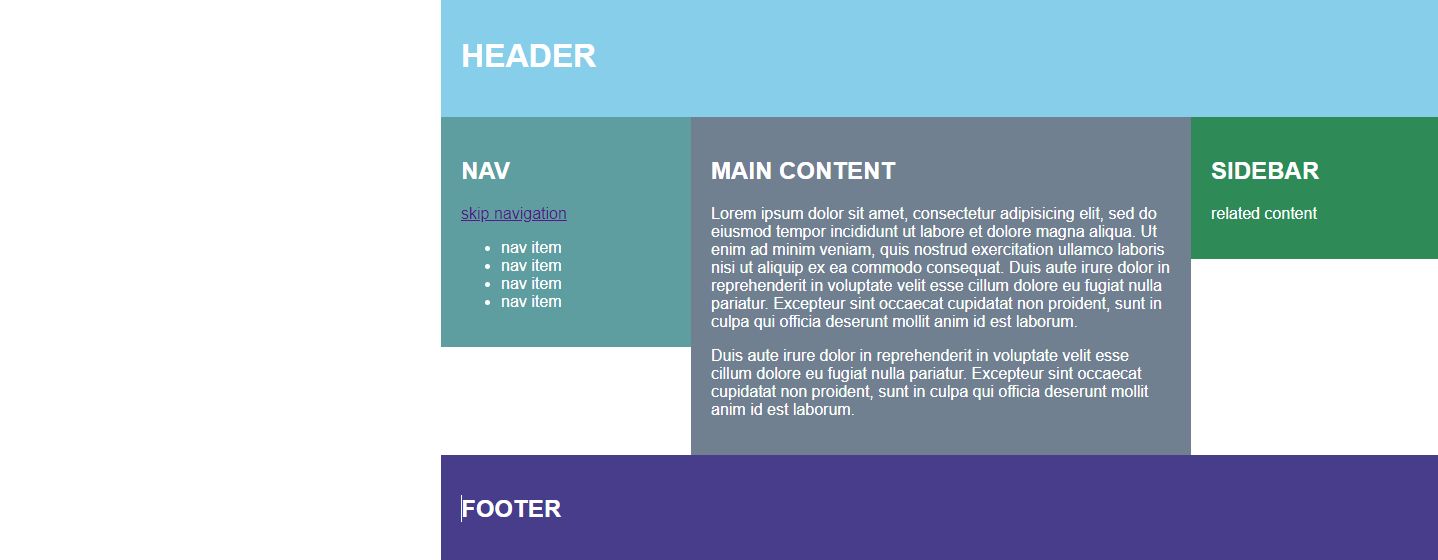 HEADER
NAV
skip navigation
nav item
nav item
nav item
nav item
MAIN CONTENT
Lorem ipsum dolor sit amet, consectetur adipisicing elit, sed do
eiusmod tempor incididunt ut labore et dolore magna aliqua. Ut
enim ad minim veniam, quis nostrud exercitation ullamco laboris
nisi ut aliquip ex ea commodo consequat. Duis aute irure dolor in
reprehenderit in voluptate velit esse cillum dolore eu fugiat nulla
pariatur. Excepteur sint occaecat cupidatat non proident, sunt in
culpa qui officia deserunt mollit anim id est laborum.
Duis aute irure dolor in reprehenderit in voluptate velit esse
cillum dolore eu fugiat nulla pariatur. Excepteur sint occaecat
cupidatat non proident, sunt in culpa qui officia deserunt mollit
anim id est laborum.
SIDEBAR
related content
FOOTER